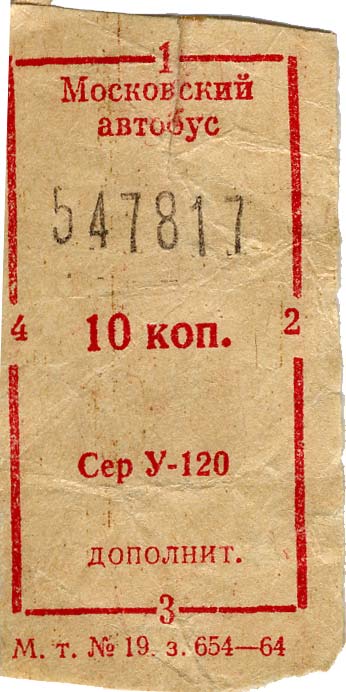 1
Московский
автобус
547817
4 10 коп. 2
Сер У-120
дополнит.
3
М. т. № 19. з. 654—64